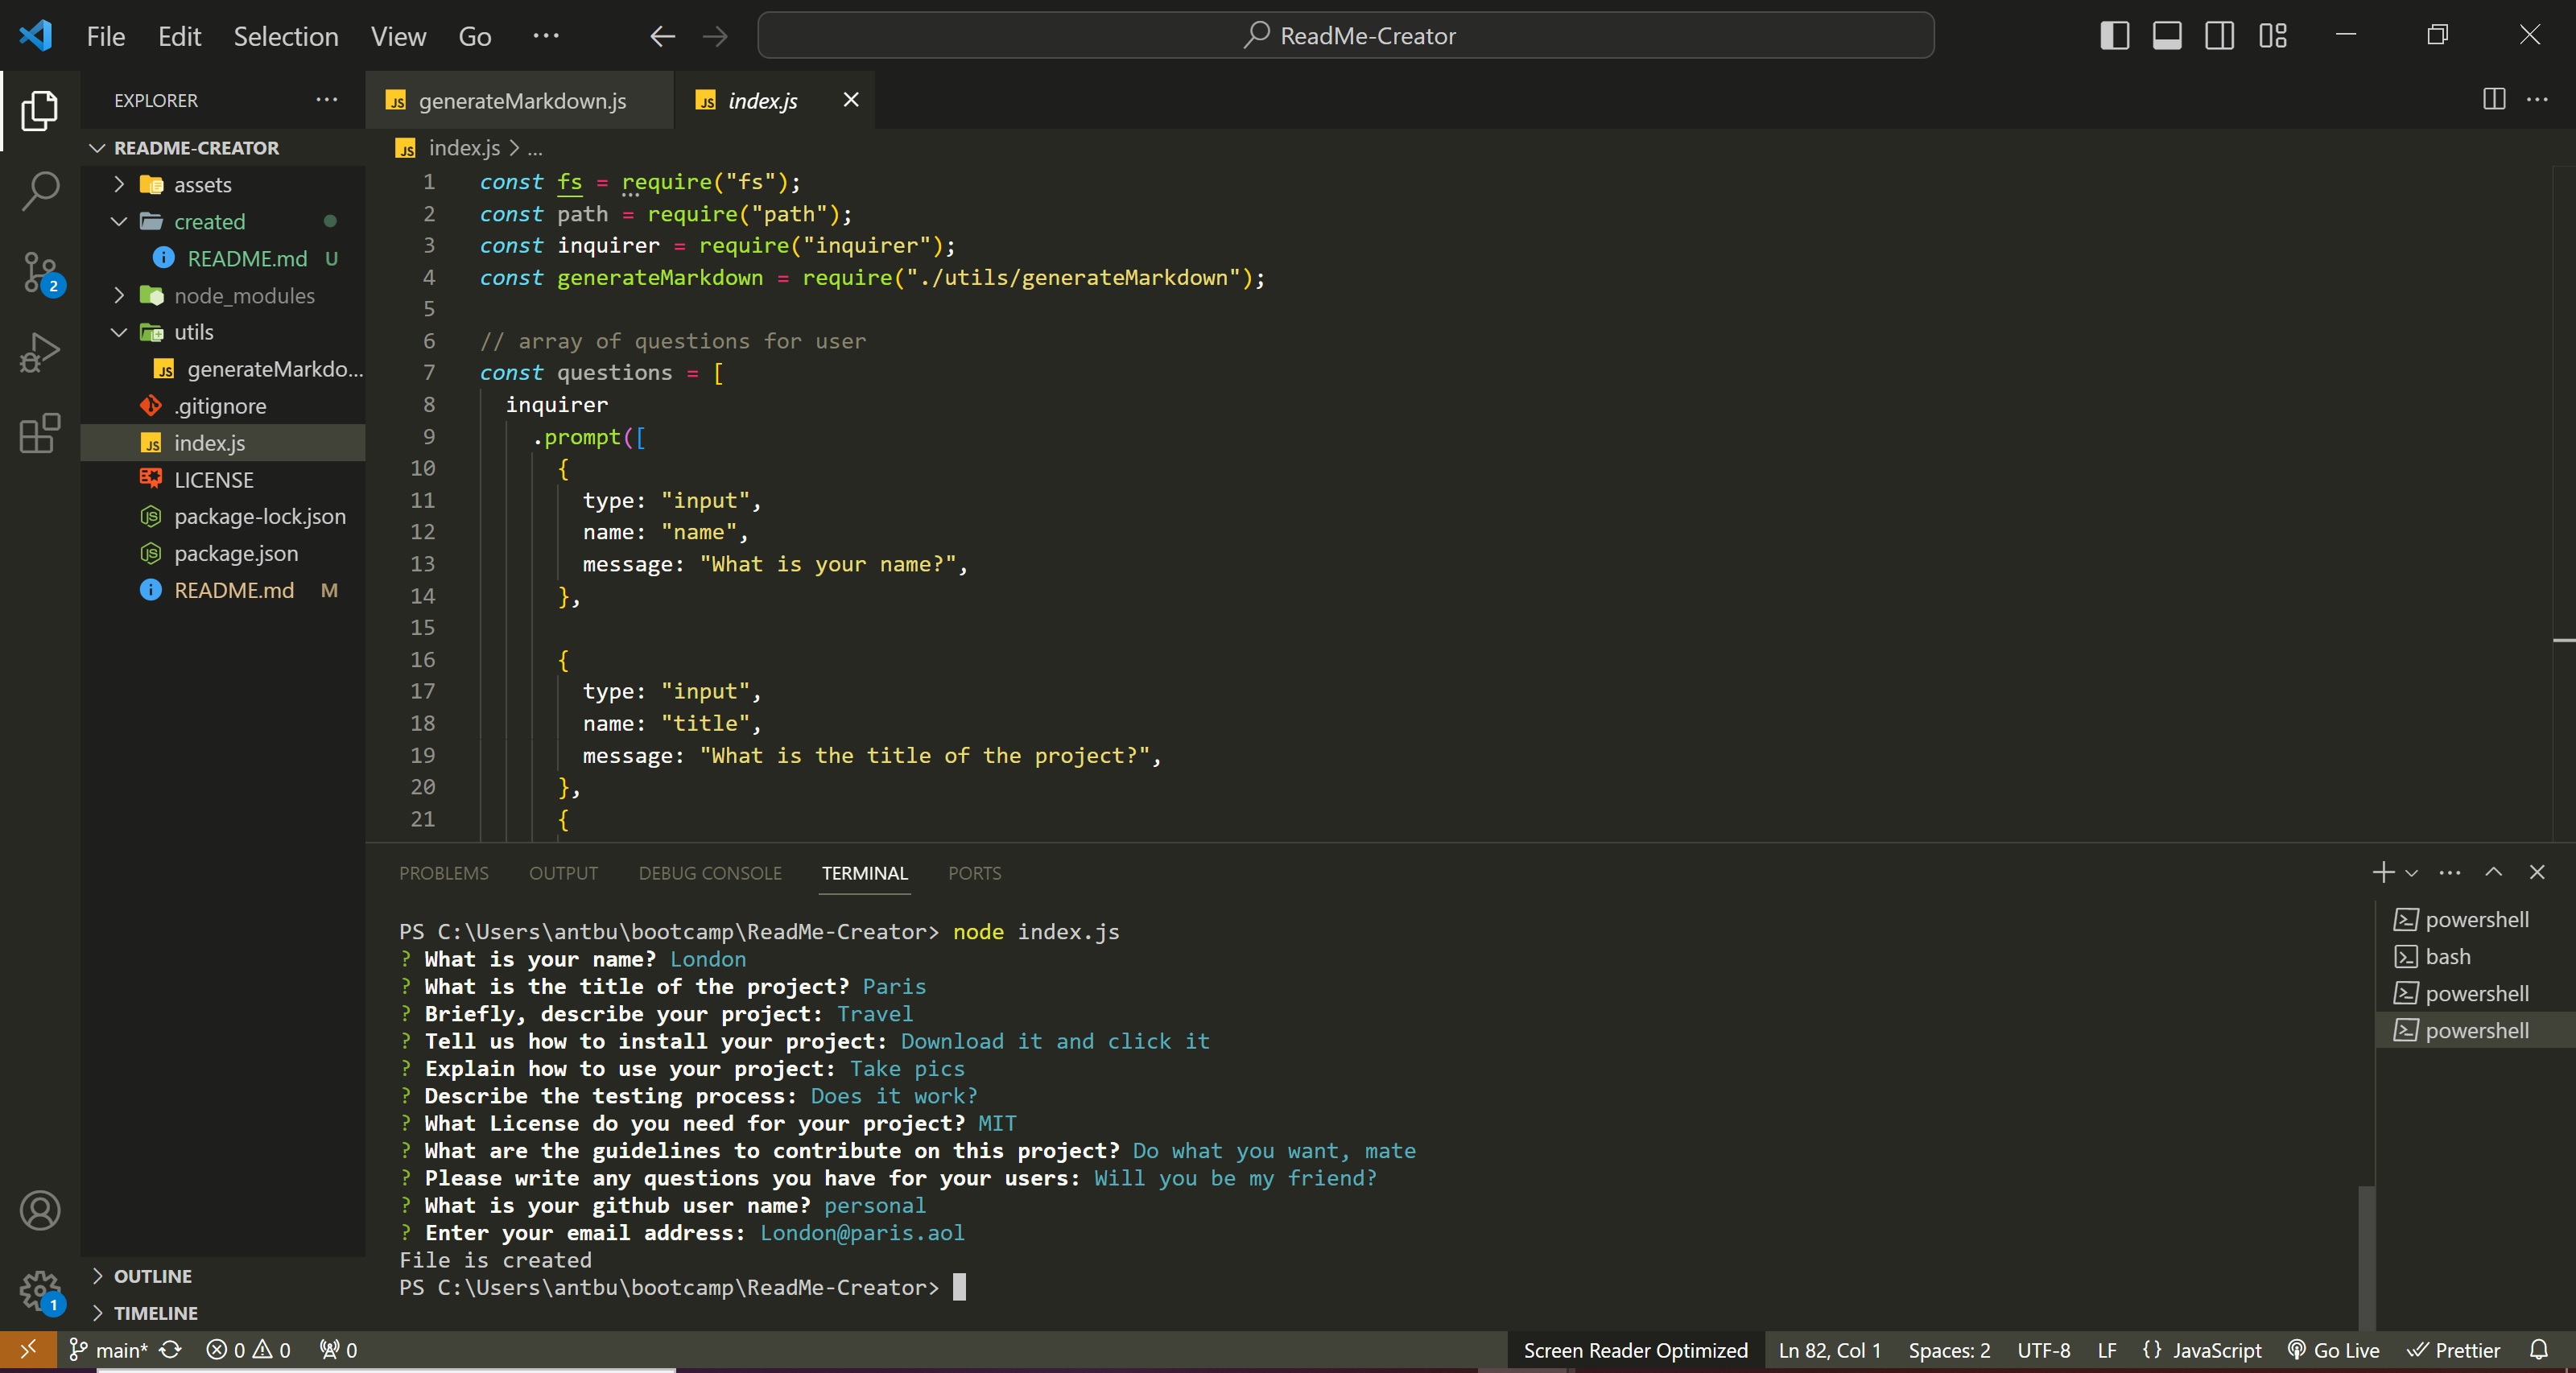 File Edit Selection View Go ReadMe-Creator
EXPLORER
README-CREATOR
assets
created
README.md U
node_modules
utils
generateMarkdo...
.gitignore
index.js
LICENSE
package-lock.json
package.json
README.md M
OUTLINE
TIMELINE
2
1
generateMarkdown.js index.js
index.js > ...
1 const fs = require("fs");
2 const path = require("path");
3 const inquirer = require("inquirer");
4 const generateMarkdown = require("./utils/generateMarkdown");
5
6 // array of questions for user
7 const questions = [
8 inquirer
9 .prompt([
10 {
11 type: "input",
12 name: "name",
13 message: "What is your name?",
14 },
15
16 {
17 type: "input",
18 name: "title",
19 message: "What is the title of the project?",
20 },
21 {
PROBLEMS OUTPUT DEBUG CONSOLE TERMINAL PORTS
PS C:\Users\antbu\bootcamp\ReadMe-Creator> node index.js
? What is your name? London
? What is the title of the project? Paris
? Briefly, describe your project: Travel
? Tell us how to install your project: Download it and click it
? Explain how to use your project: Take pics
? Describe the testing process: Does it work?
? What License do you need for your project? MIT
? What are the guidelines to contribute on this project? Do what you want, mate
? Please write any questions you have for your users: Will you be my friend?
? What is your github user name? personal
? Enter your email address: London@paris.aol
File is created
PS C:\Users\antbu\bootcamp\ReadMe-Creator>
powershell
bash
powershell
powershell
main* 0 0 0 Screen Reader Optimized Ln 82, Col 1 Spaces: 2 UTF-8 LF {} JavaScript Go Live Prettier